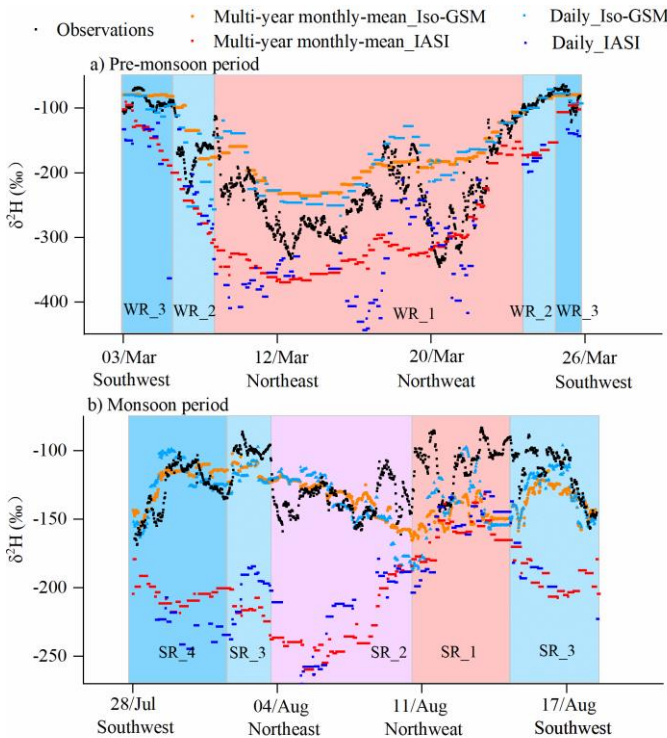 Observations Multi-year monthly-mean_Iso-GSM Daily_Iso-GSM
Multi-year monthly-mean_IASI Daily_IASI
a) Pre-monsoon period
-100
-200
-300
-400
δ²H (‰)
WR_3 WR_2 WR_1 WR_2 WR_3
03/Mar 12/Mar 20/Mar 26/Mar
Southwest Northeast Northweat Southwest
b) Monsoon period
-100
-150
-200
-250
δ²H (‰)
SR_4 SR_3 SR_2 SR_1 SR_3
28/Jul 04/Aug 11/Aug 17/Aug
Southwest Northeast Northweat Southwest